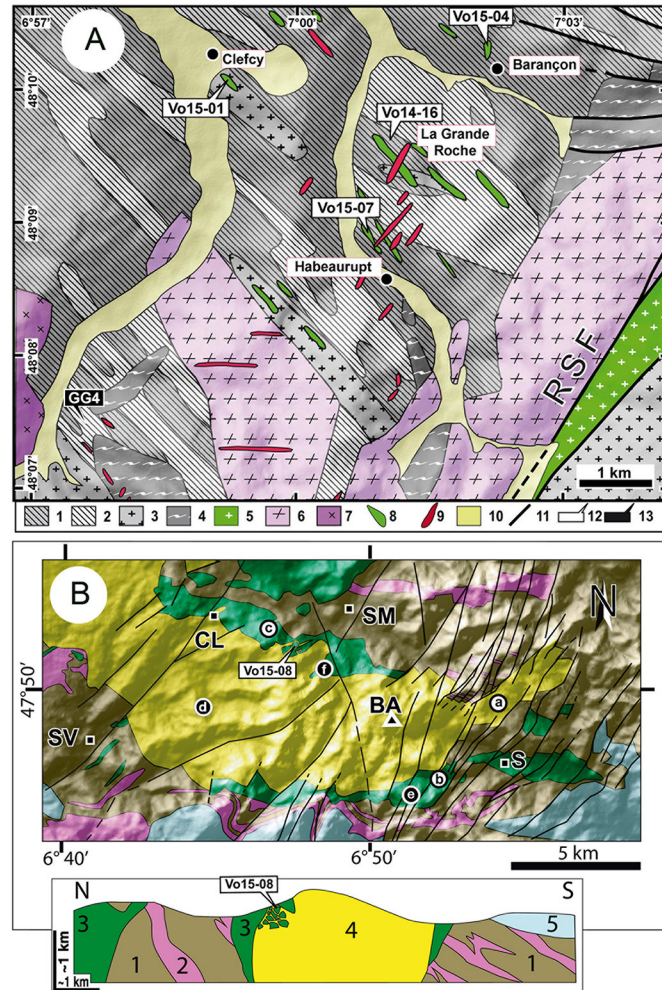 6°57 7°00 7°03
A
Vo15-04
Clefcy
Barançon
48°10
Vo15-01
Vo14-16
La Grande
Roche
48°09
Vo15-07
Habeaurupt
48°08
RSF
GG4
48°07
1 km
1 2 3 4 5 6 7 8 9 10 11 12 13
B
N
SM
c
CL
Vo15-08
f
47°50'
a
d
BA
SV
S
b
e
6°40' 6°50' 5 km
N Vo15-08 S
3 3 4 5
1 2 1
~1 km
~1 km